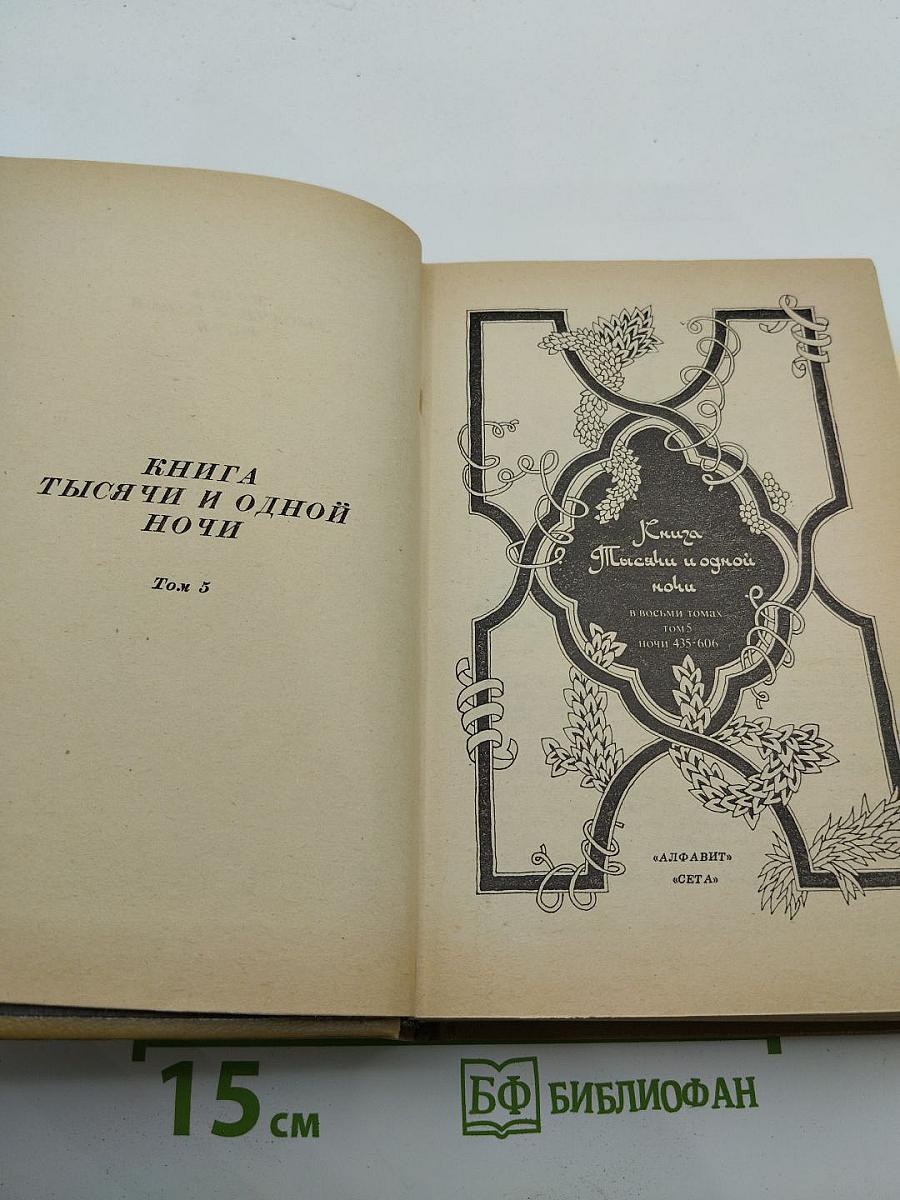 КНИГА
ТЫСЯЧИ И ОДНОЙ
НОЧИ
Том 5
Книга
Тысячи и одной
ночи
в восьми томах
том 5
ночи 435-606
«АЛФАВИТ»
«СЕТА»
15 см
БФ БИБЛИОФАН